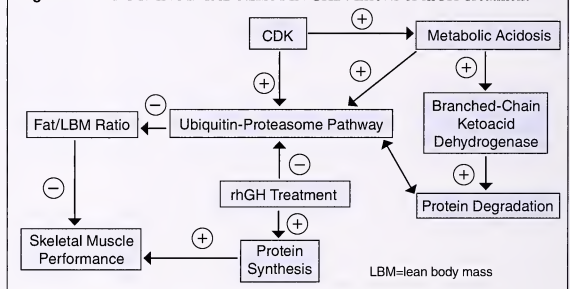 CDK
+
Metabolic Acidosis
+
+
+
Fat/LBM Ratio
−
Ubiquitin-Proteasome Pathway
Branched-Chain
Ketoacid
Dehydrogenase
−
+
−
rhGH Treatment
Protein Degradation
+
Skeletal Muscle
Performance
+
Protein
Synthesis
LBM=lean body mass